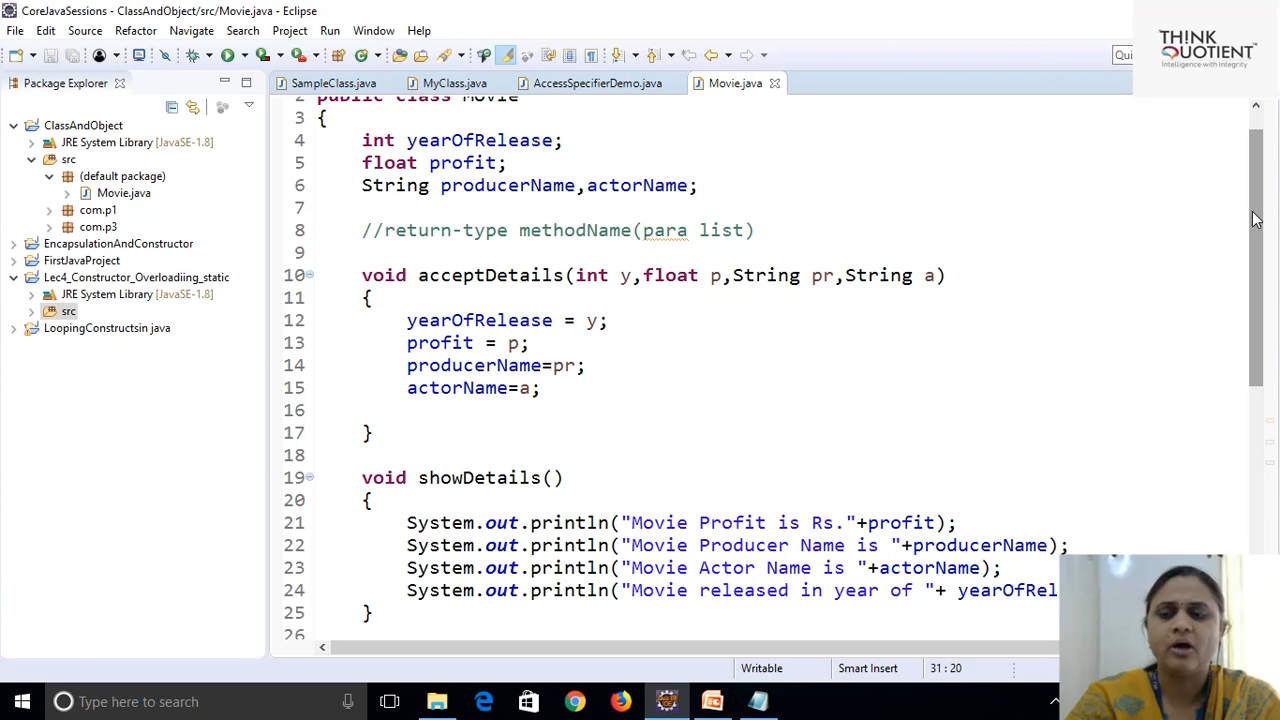 CoreJavaSessions - ClassAndObject/src/Movie.java - Eclipse
File Edit Source Refactor Navigate Search Project Run Window Help
THINK
QUOTIENT
Intelligence with Integrity
Qui
Package Explorer
SampleClass.java MyClass.java AccessSpecifierDemo.java Movie.java
ClassAndObject
JRE System Library [JavaSE-1.8]
src
(default package)
Movie.java
com.p1
com.p3
EncapsulationAndConstructor
FirstJavaProject
Lec4_Constructor_Overloadiing_static
JRE System Library [JavaSE-1.8]
src
LoopingConstructsin java
2 public class Movie
3 {
4 int yearOfRelease;
5 float profit;
6 String producerName,actorName;
7
8 //return-type methodName(para list)
9
10 void acceptDetails(int y,float p,String pr,String a)
11 {
12 yearOfRelease = y;
13 profit = p;
14 producerName=pr;
15 actorName=a;
16
17 }
18
19 void showDetails()
20 {
21 System.out.println("Movie Profit is Rs."+profit);
22 System.out.println("Movie Producer Name is "+producerName);
23 System.out.println("Movie Actor Name is "+actorName);
24 System.out.println("Movie released in year of "+ yearOfRel
25 }
26
Writable Smart Insert 31 : 20
Type here to search